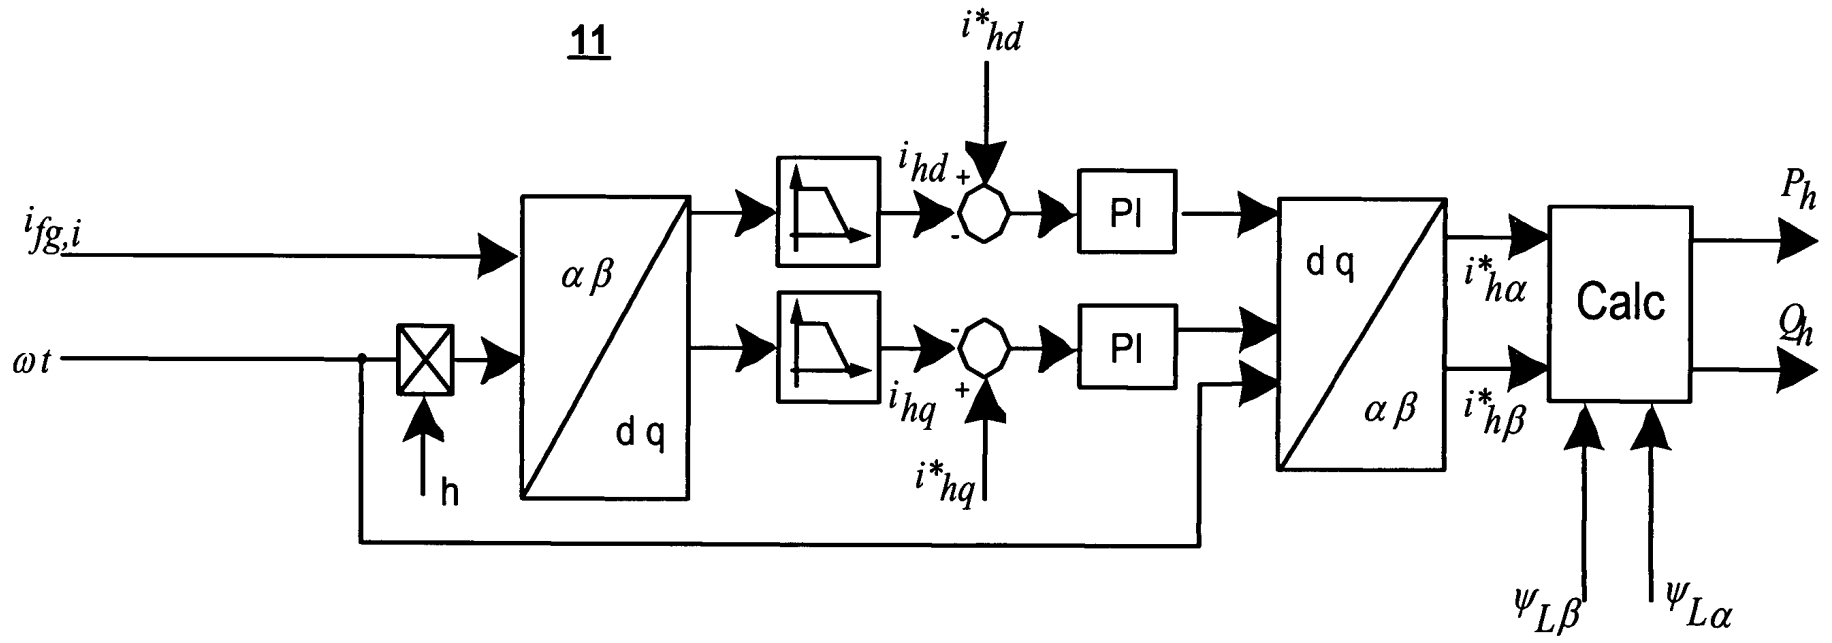 11
i*hd
ifg,i
ωt
h
αβ
dq
ihd
+
-
PI
ihq
-
+
i*hq
PI
dq
αβ
i*hα
i*hβ
Calc
Ph
Qh
ψLβ
ψLα